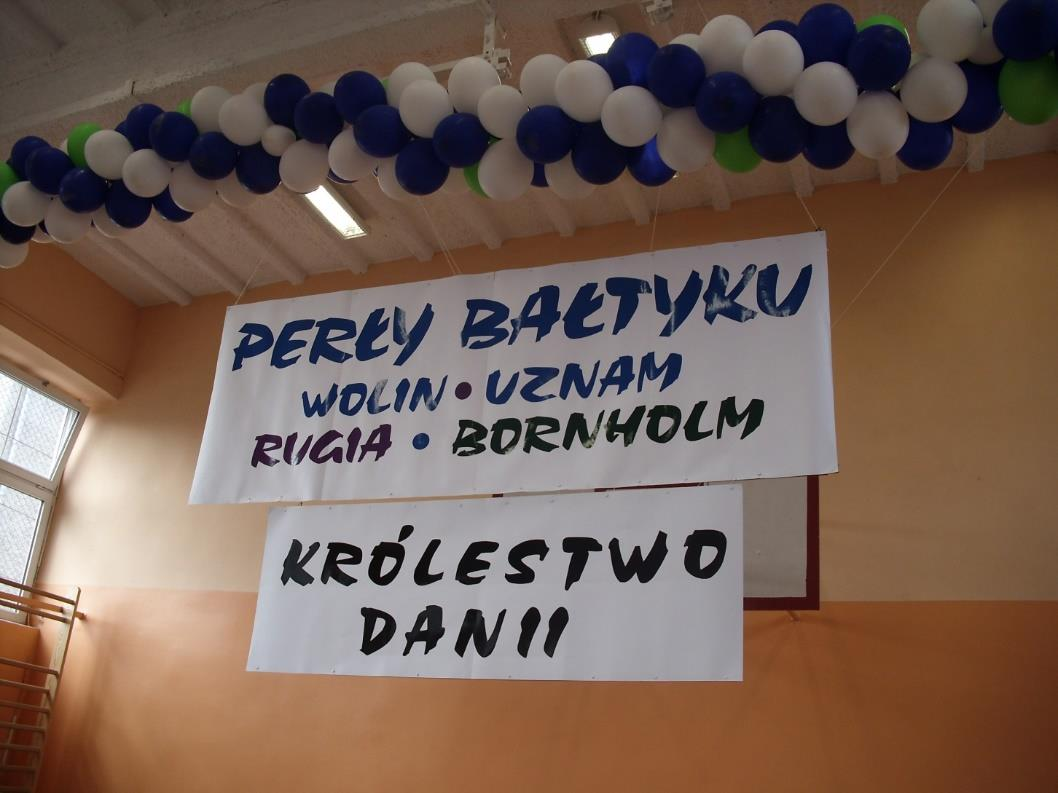 PERŁY BAŁTYKU
WOLIN • UZNAM
RUGIA • BORNHOLM
KRÓLESTWO
DANII